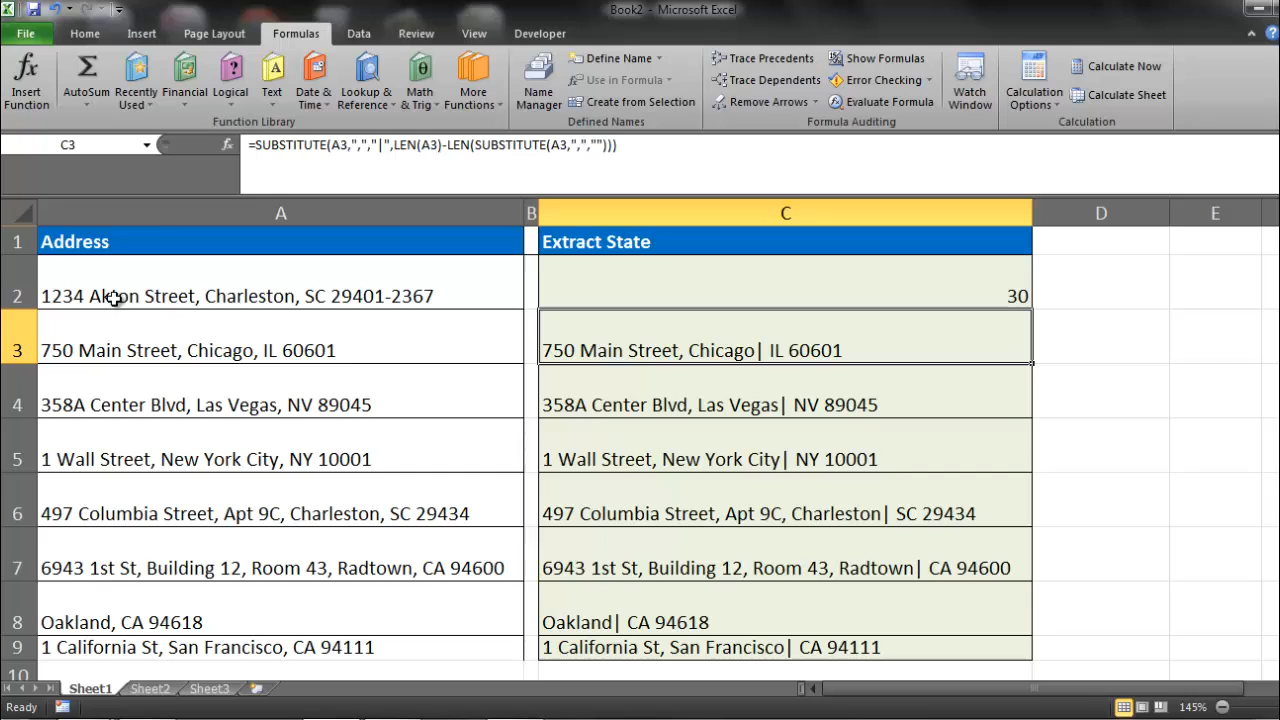 Book2 - Microsoft Excel
File Home Insert Page Layout Formulas Data Review View Developer
Insert Function
AutoSum
Recently Used
Financial
Logical
Text
Date & Time
Lookup & Reference
Math & Trig
More Functions
Function Library
Name Manager
Define Name
Use in Formula
Create from Selection
Defined Names
Trace Precedents
Trace Dependents
Remove Arrows
Show Formulas
Error Checking
Evaluate Formula
Formula Auditing
Watch Window
Calculation Options
Calculate Now
Calculate Sheet
Calculation
C3 fx =SUBSTITUTE(A3,",","|",LEN(A3)-LEN(SUBSTITUTE(A3,",","")))
A B C D E
1 Address Extract State
2 1234 Akron Street, Charleston, SC 29401-2367 30
3 750 Main Street, Chicago, IL 60601 750 Main Street, Chicago| IL 60601
4 358A Center Blvd, Las Vegas, NV 89045 358A Center Blvd, Las Vegas| NV 89045
5 1 Wall Street, New York City, NY 10001 1 Wall Street, New York City| NY 10001
6 497 Columbia Street, Apt 9C, Charleston, SC 29434 497 Columbia Street, Apt 9C, Charleston| SC 29434
7 6943 1st St, Building 12, Room 43, Radtown, CA 94600 6943 1st St, Building 12, Room 43, Radtown| CA 94600
8 Oakland, CA 94618 Oakland| CA 94618
9 1 California St, San Francisco, CA 94111 1 California St, San Francisco| CA 94111
10
Sheet1 Sheet2 Sheet3
Ready 145%